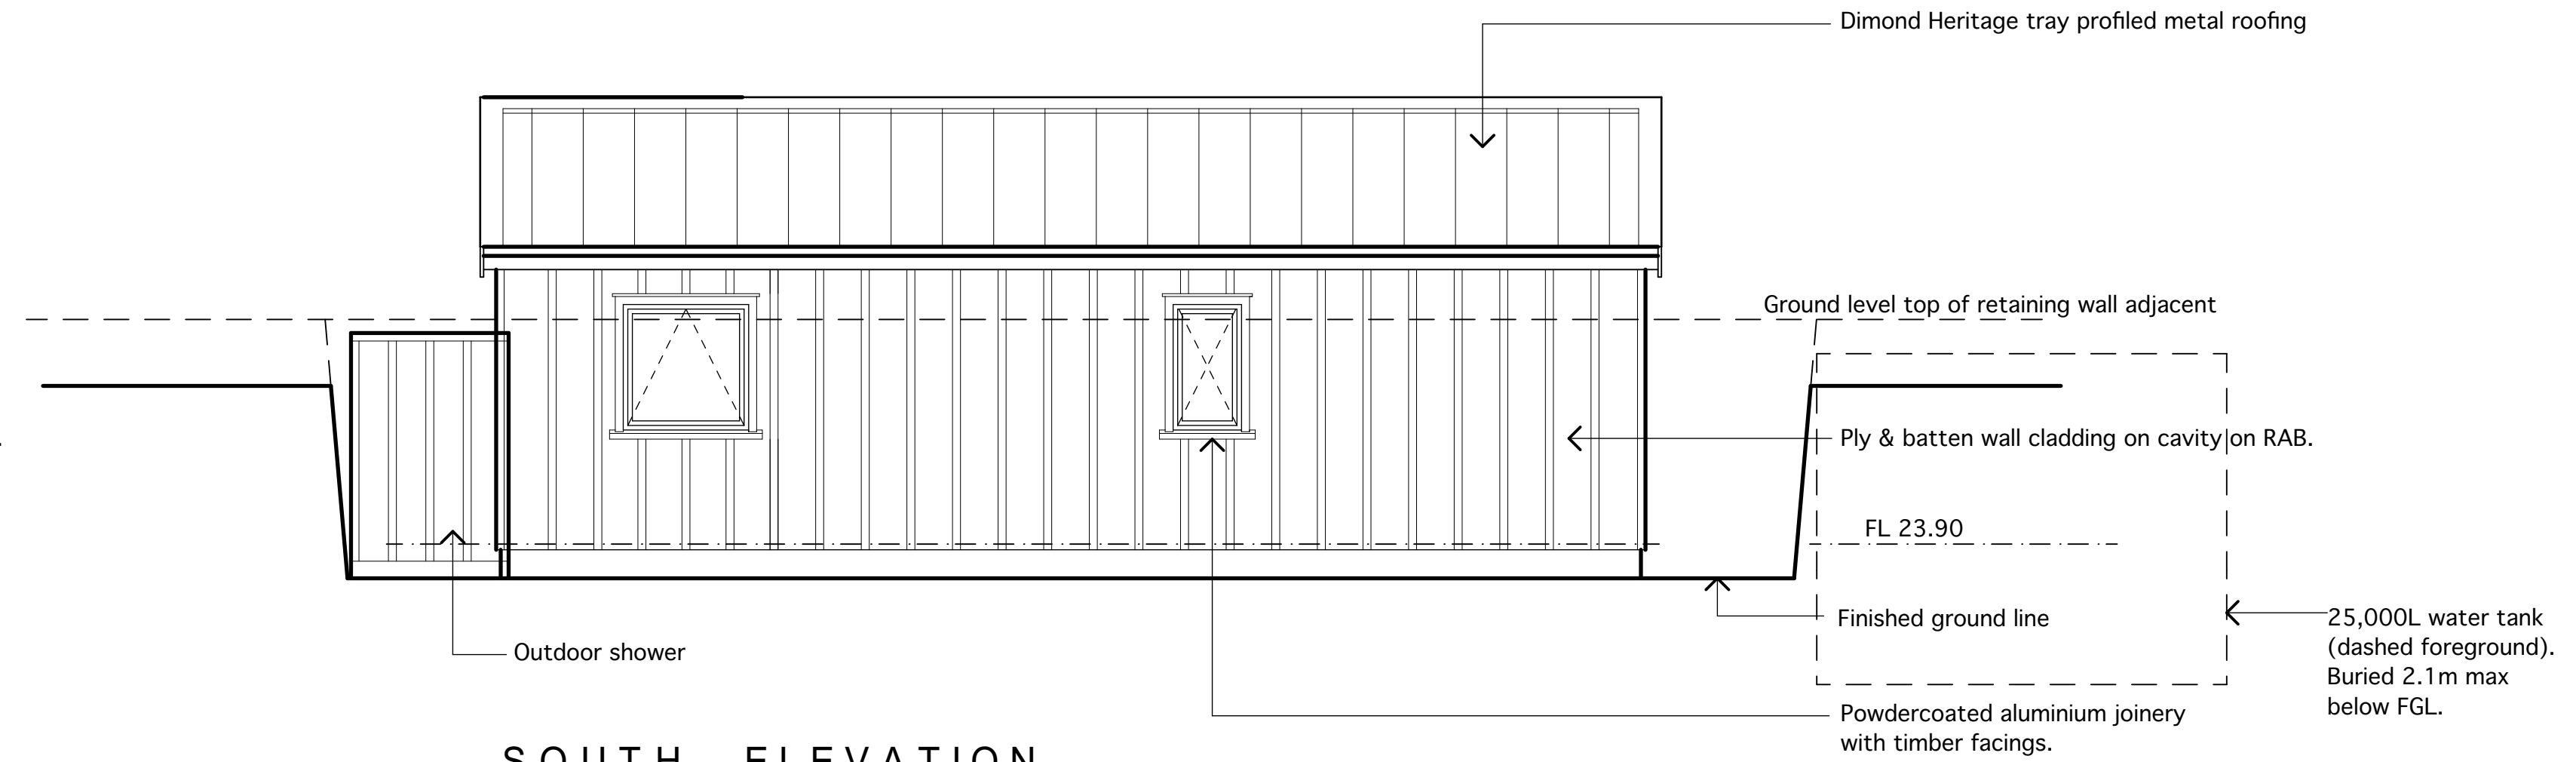 Dimond Heritage tray profiled metal roofing
Ground level top of retaining wall adjacent
Ply & batten wall cladding on cavity on RAB.
FL 23.90
Finished ground line
25,000L water tank
(dashed foreground).
Buried 2.1m max
below FGL.
Outdoor shower
Powdercoated aluminium joinery
with timber facings.
SOUTH ELEVATION